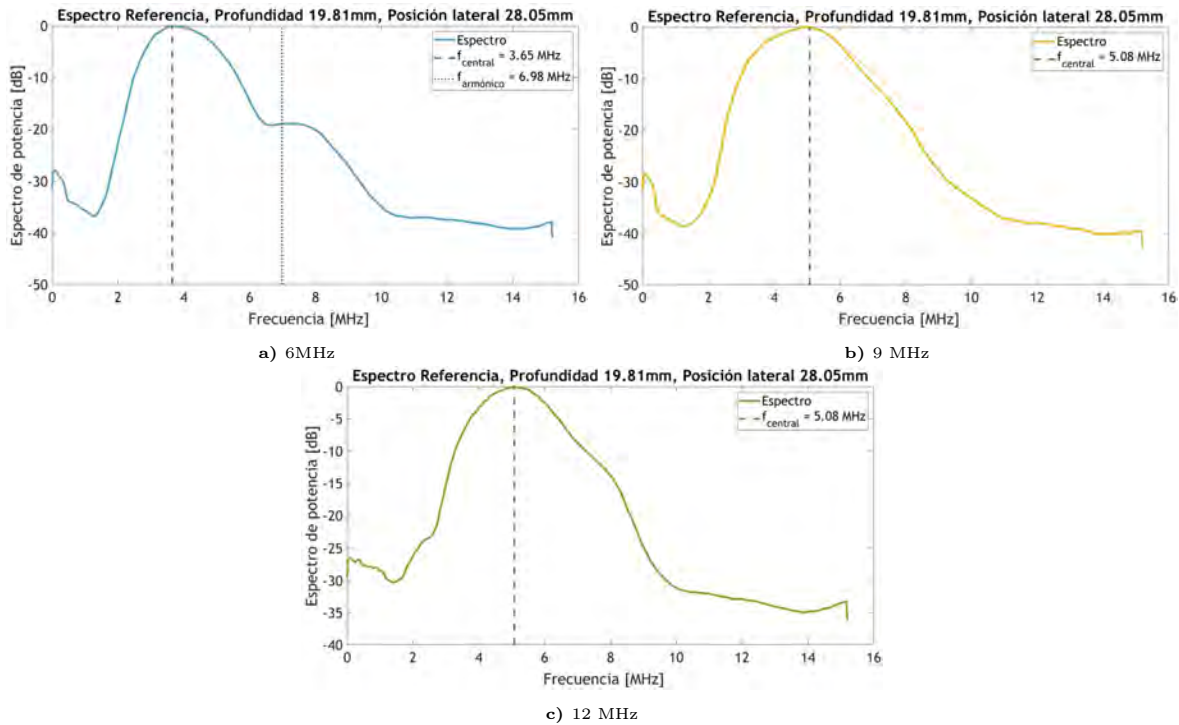 Espectro Referencia, Profundidad 19.81mm, Posición lateral 28.05mm
Espectro de potencia [dB]
0
-10
-20
-30
-40
-50
Espectro
f central = 3.65 MHz
f armónico = 6.98 MHz
0 2 4 6 8 10 12 14 16
Frecuencia [MHz]
a) 6MHz
Espectro Referencia, Profundidad 19.81mm, Posición lateral 28.05mm
Espectro de potencia [dB]
0
-10
-20
-30
-40
-50
Espectro
f central = 5.08 MHz
0 2 4 6 8 10 12 14 16
Frecuencia [MHz]
b) 9 MHz
Espectro Referencia, Profundidad 19.81mm, Posición lateral 28.05mm
Espectro de potencia [dB]
0
-5
-10
-15
-20
-25
-30
-35
-40
Espectro
f central = 5.08 MHz
0 2 4 6 8 10 12 14 16
Frecuencia [MHz]
c) 12 MHz